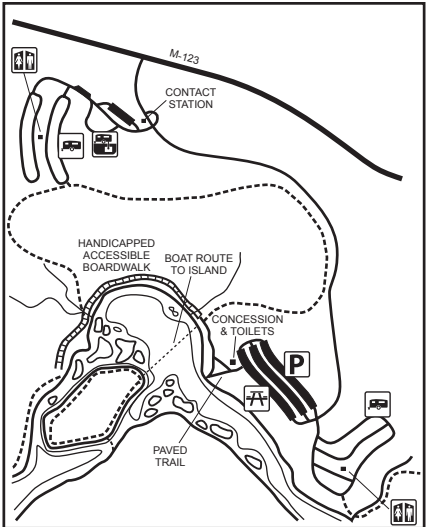 M-123
CONTACT
STATION
HANDICAPPED
ACCESSIBLE
BOARDWALK
BOAT ROUTE
TO ISLAND
CONCESSION
& TOILETS
P
PAVED
TRAIL